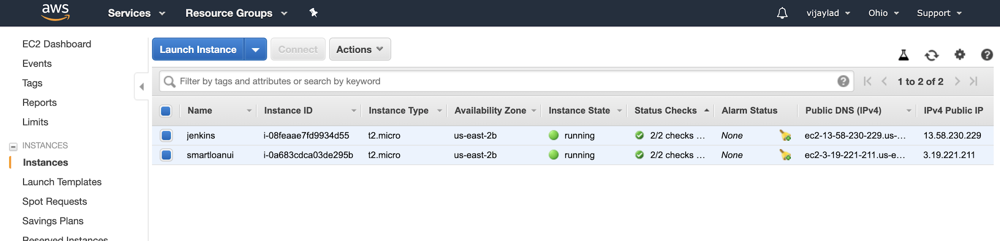 aws Services Resource Groups vijaylad Ohio Support
EC2 Dashboard
Events
Tags
Reports
Limits
INSTANCES
Instances
Launch Templates
Spot Requests
Savings Plans
Reserved Instances
Launch Instance Connect Actions
Filter by tags and attributes or search by keyword 1 to 2 of 2
Name Instance ID Instance Type Availability Zone Instance State Status Checks Alarm Status Public DNS (IPv4) IPv4 Public IP
jenkins i-08feaae7fd9934d55 t2.micro us-east-2b running 2/2 checks ... None ec2-13-58-230-229.us-... 13.58.230.229
smartloanui i-0a683cdca03de295b t2.micro us-east-2b running 2/2 checks ... None ec2-3-19-221-211.us-e... 3.19.221.211